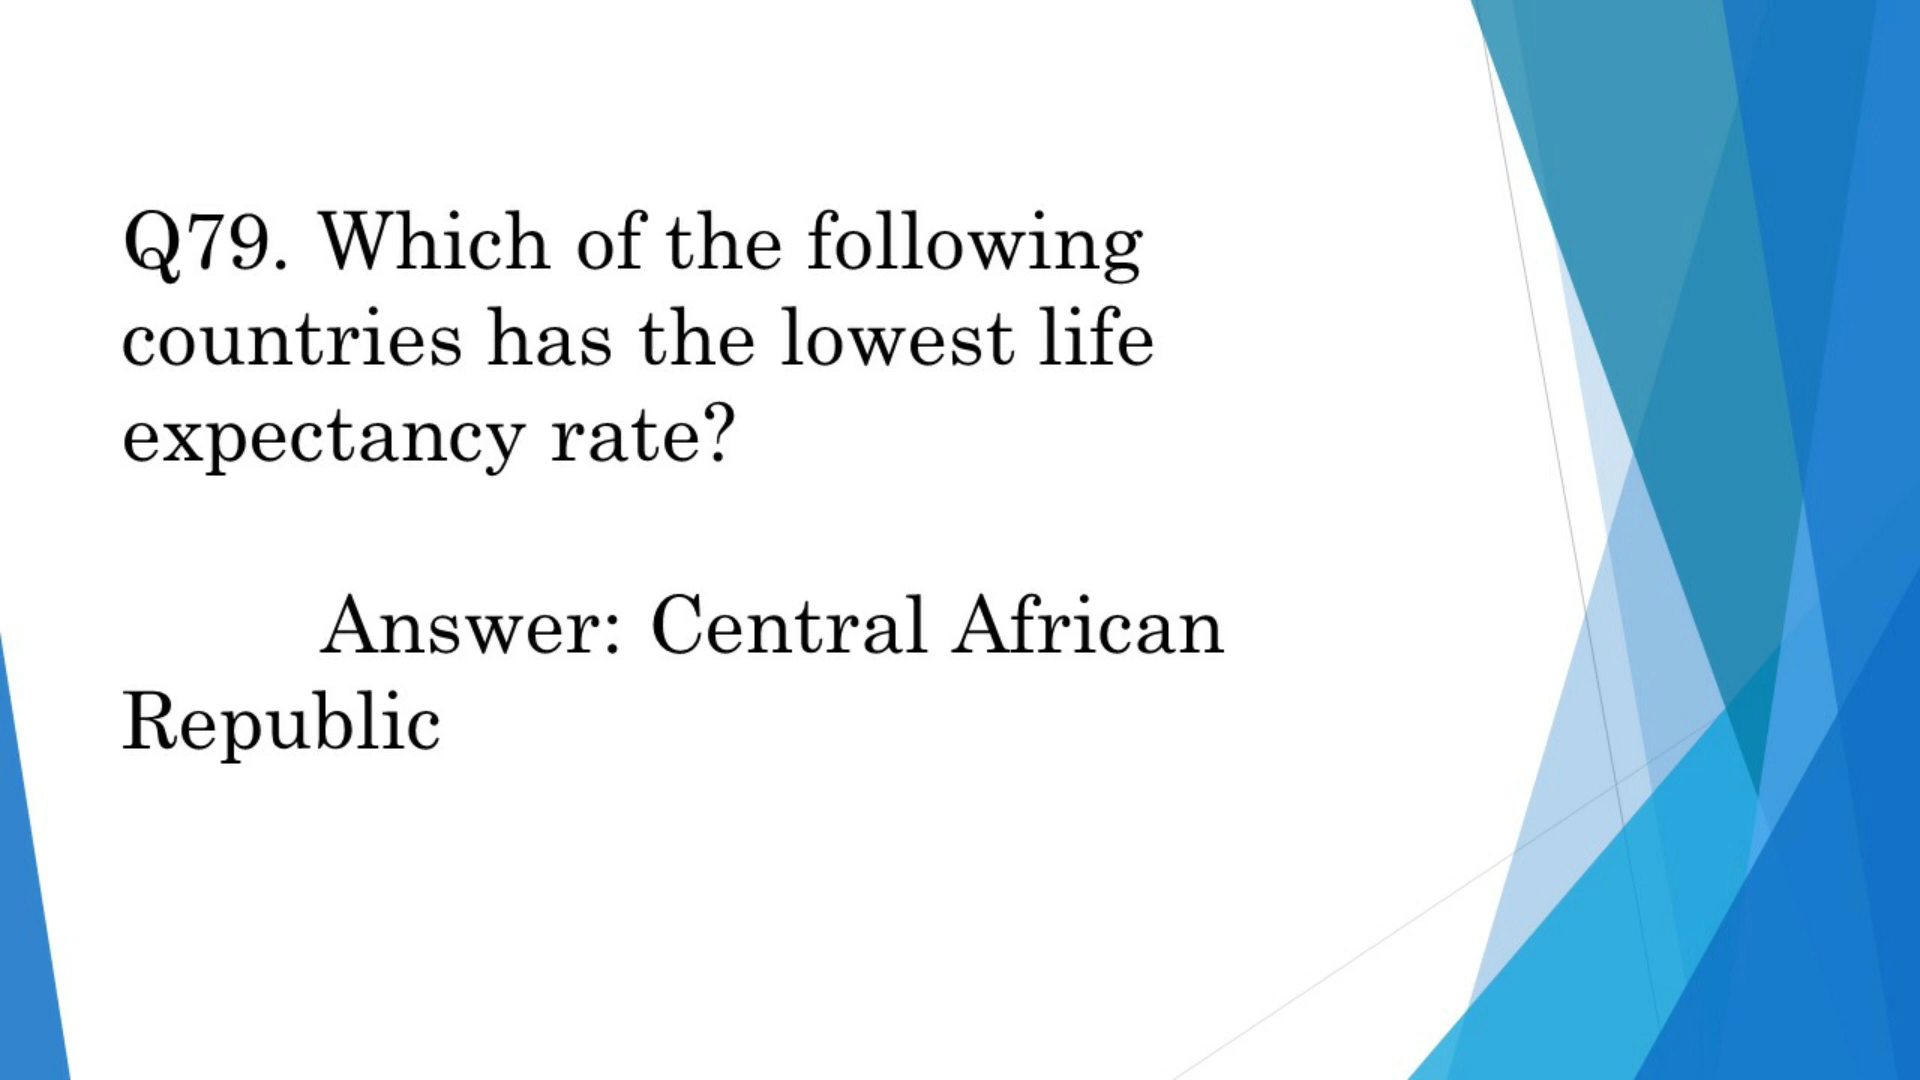 Q79. Which of the following
countries has the lowest life
expectancy rate?
Answer: Central African
Republic